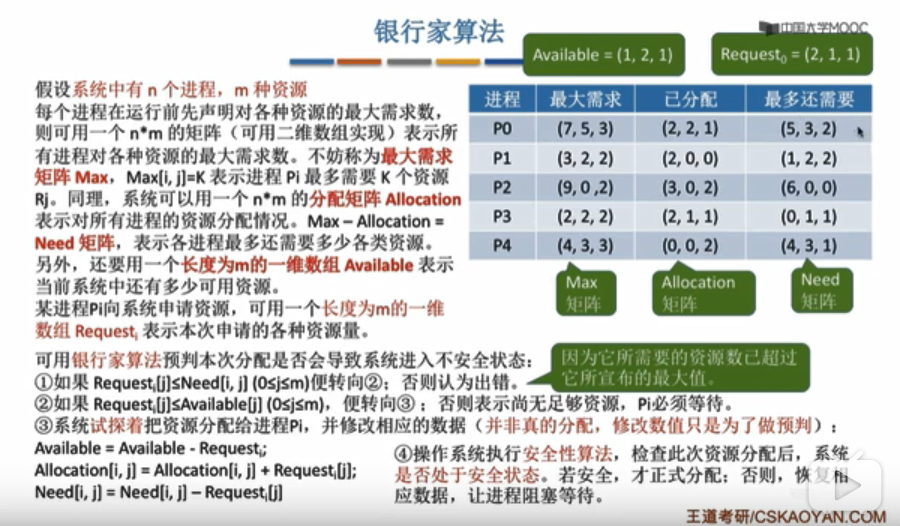 银行家算法
中国大学MOOC
Available = (1, 2, 1)
Request₀ = (2, 1, 1)
假设系统中有 n 个进程，m 种资源
每个进程在运行前先声明对各种资源的最大需求数，
则可用一个 n*m 的矩阵（可用二维数组实现）表示所
有进程对各种资源的最大需求数。不妨称为最大需求
矩阵 Max，Max[i, j]=K 表示进程 Pi 最多需要 K 个资源
Rj。同理，系统可以用一个 n*m 的分配矩阵 Allocation
表示对所有进程的资源分配情况。Max – Allocation =
Need 矩阵，表示各进程最多还需要多少各类资源。
另外，还要用一个长度为m的一维数组 Available 表示
当前系统中还有多少可用资源。
某进程Pi向系统申请资源，可用一个长度为m的一维
数组 Requestᵢ 表示本次申请的各种资源量。
进程 最大需求 已分配 最多还需要
P0 (7, 5, 3) (2, 2, 1) (5, 3, 2)
P1 (3, 2, 2) (2, 0, 0) (1, 2, 2)
P2 (9, 0 ,2) (3, 0, 2) (6, 0, 0)
P3 (2, 2, 2) (2, 1, 1) (0, 1, 1)
P4 (4, 3, 3) (0, 0, 2) (4, 3, 1)
Max
矩阵
Allocation
矩阵
Need
矩阵
可用银行家算法预判本次分配是否会导致系统进入不安全状态：
①如果 Requestᵢ[j]≤Need[i, j] (0≤j≤m)便转向②；否则认为出错。
因为它所需要的资源数已超过
它所宣布的最大值。
②如果 Requestᵢ[j]≤Available[j] (0≤j≤m)，便转向③；否则表示尚无足够资源，Pi必须等待。
③系统试探着把资源分配给进程Pi，并修改相应的数据（并非真的分配，修改数值只是为了做预判）：
Available = Available - Requestᵢ;
Allocation[i, j] = Allocation[i, j] + Requestᵢ[j];
Need[i, j] = Need[i, j] – Requestᵢ[j]
④操作系统执行安全性算法，检查此次资源分配后，系统
是否处于安全状态。若安全，才正式分配；否则，恢复相
应数据，让进程阻塞等待。
王道考研/CSKAOYAN.COM